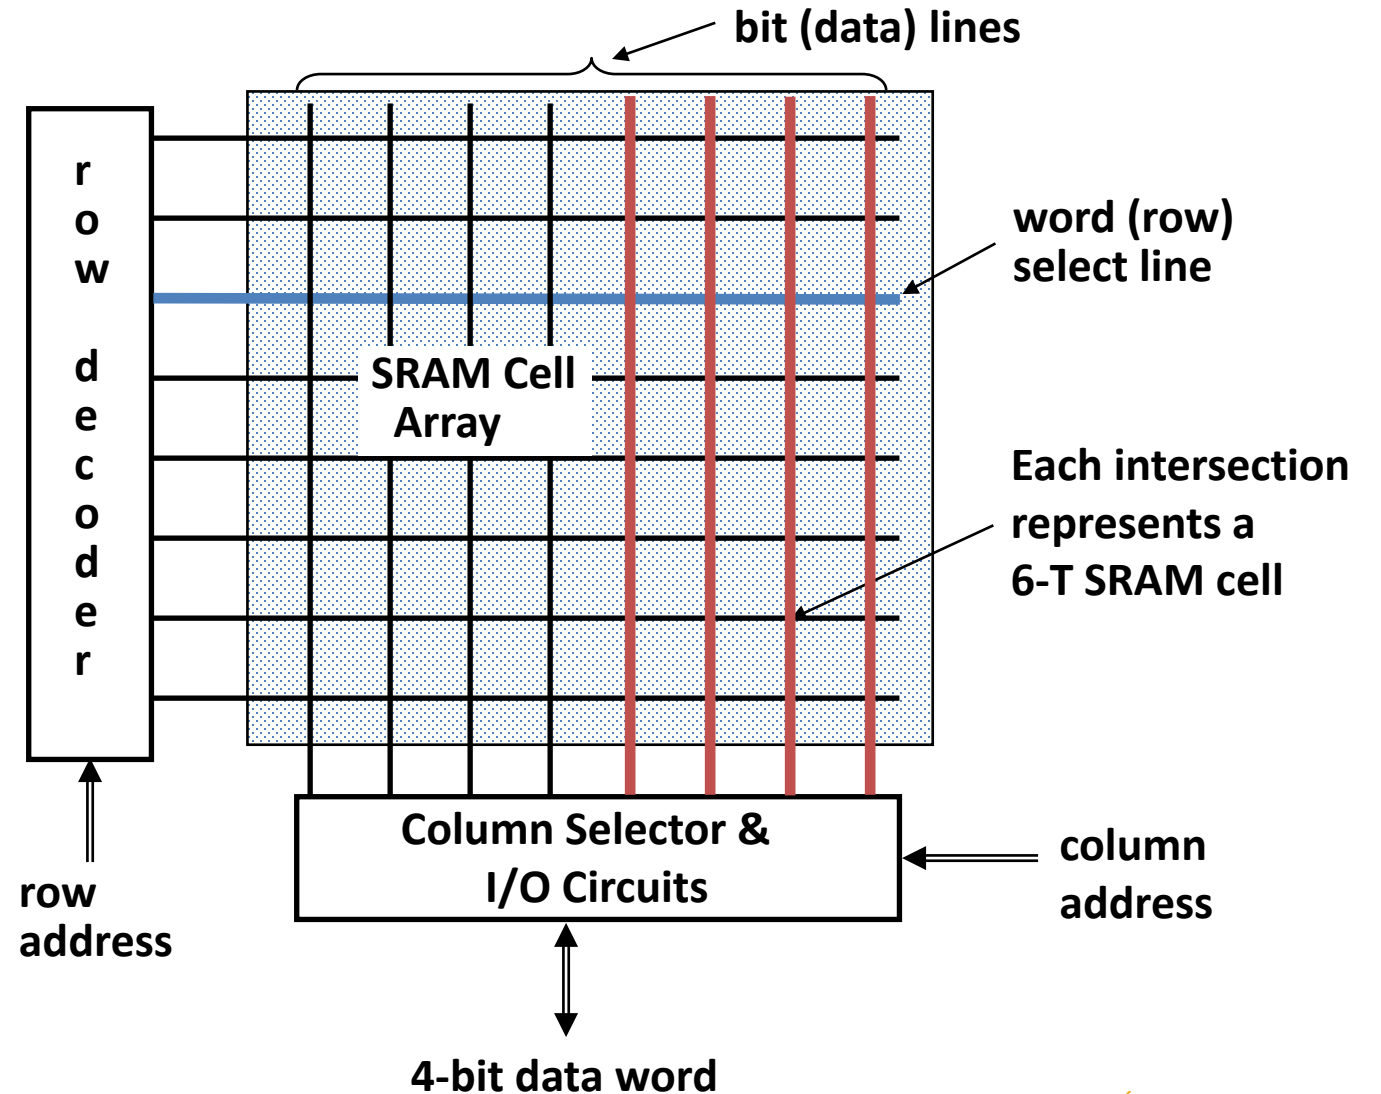 bit (data) lines
r
o
w
d
e
c
o
d
e
r
word (row)
select line
SRAM Cell
Array
Each intersection
represents a
6-T SRAM cell
Column Selector &
I/O Circuits
column
address
row
address
4-bit data word